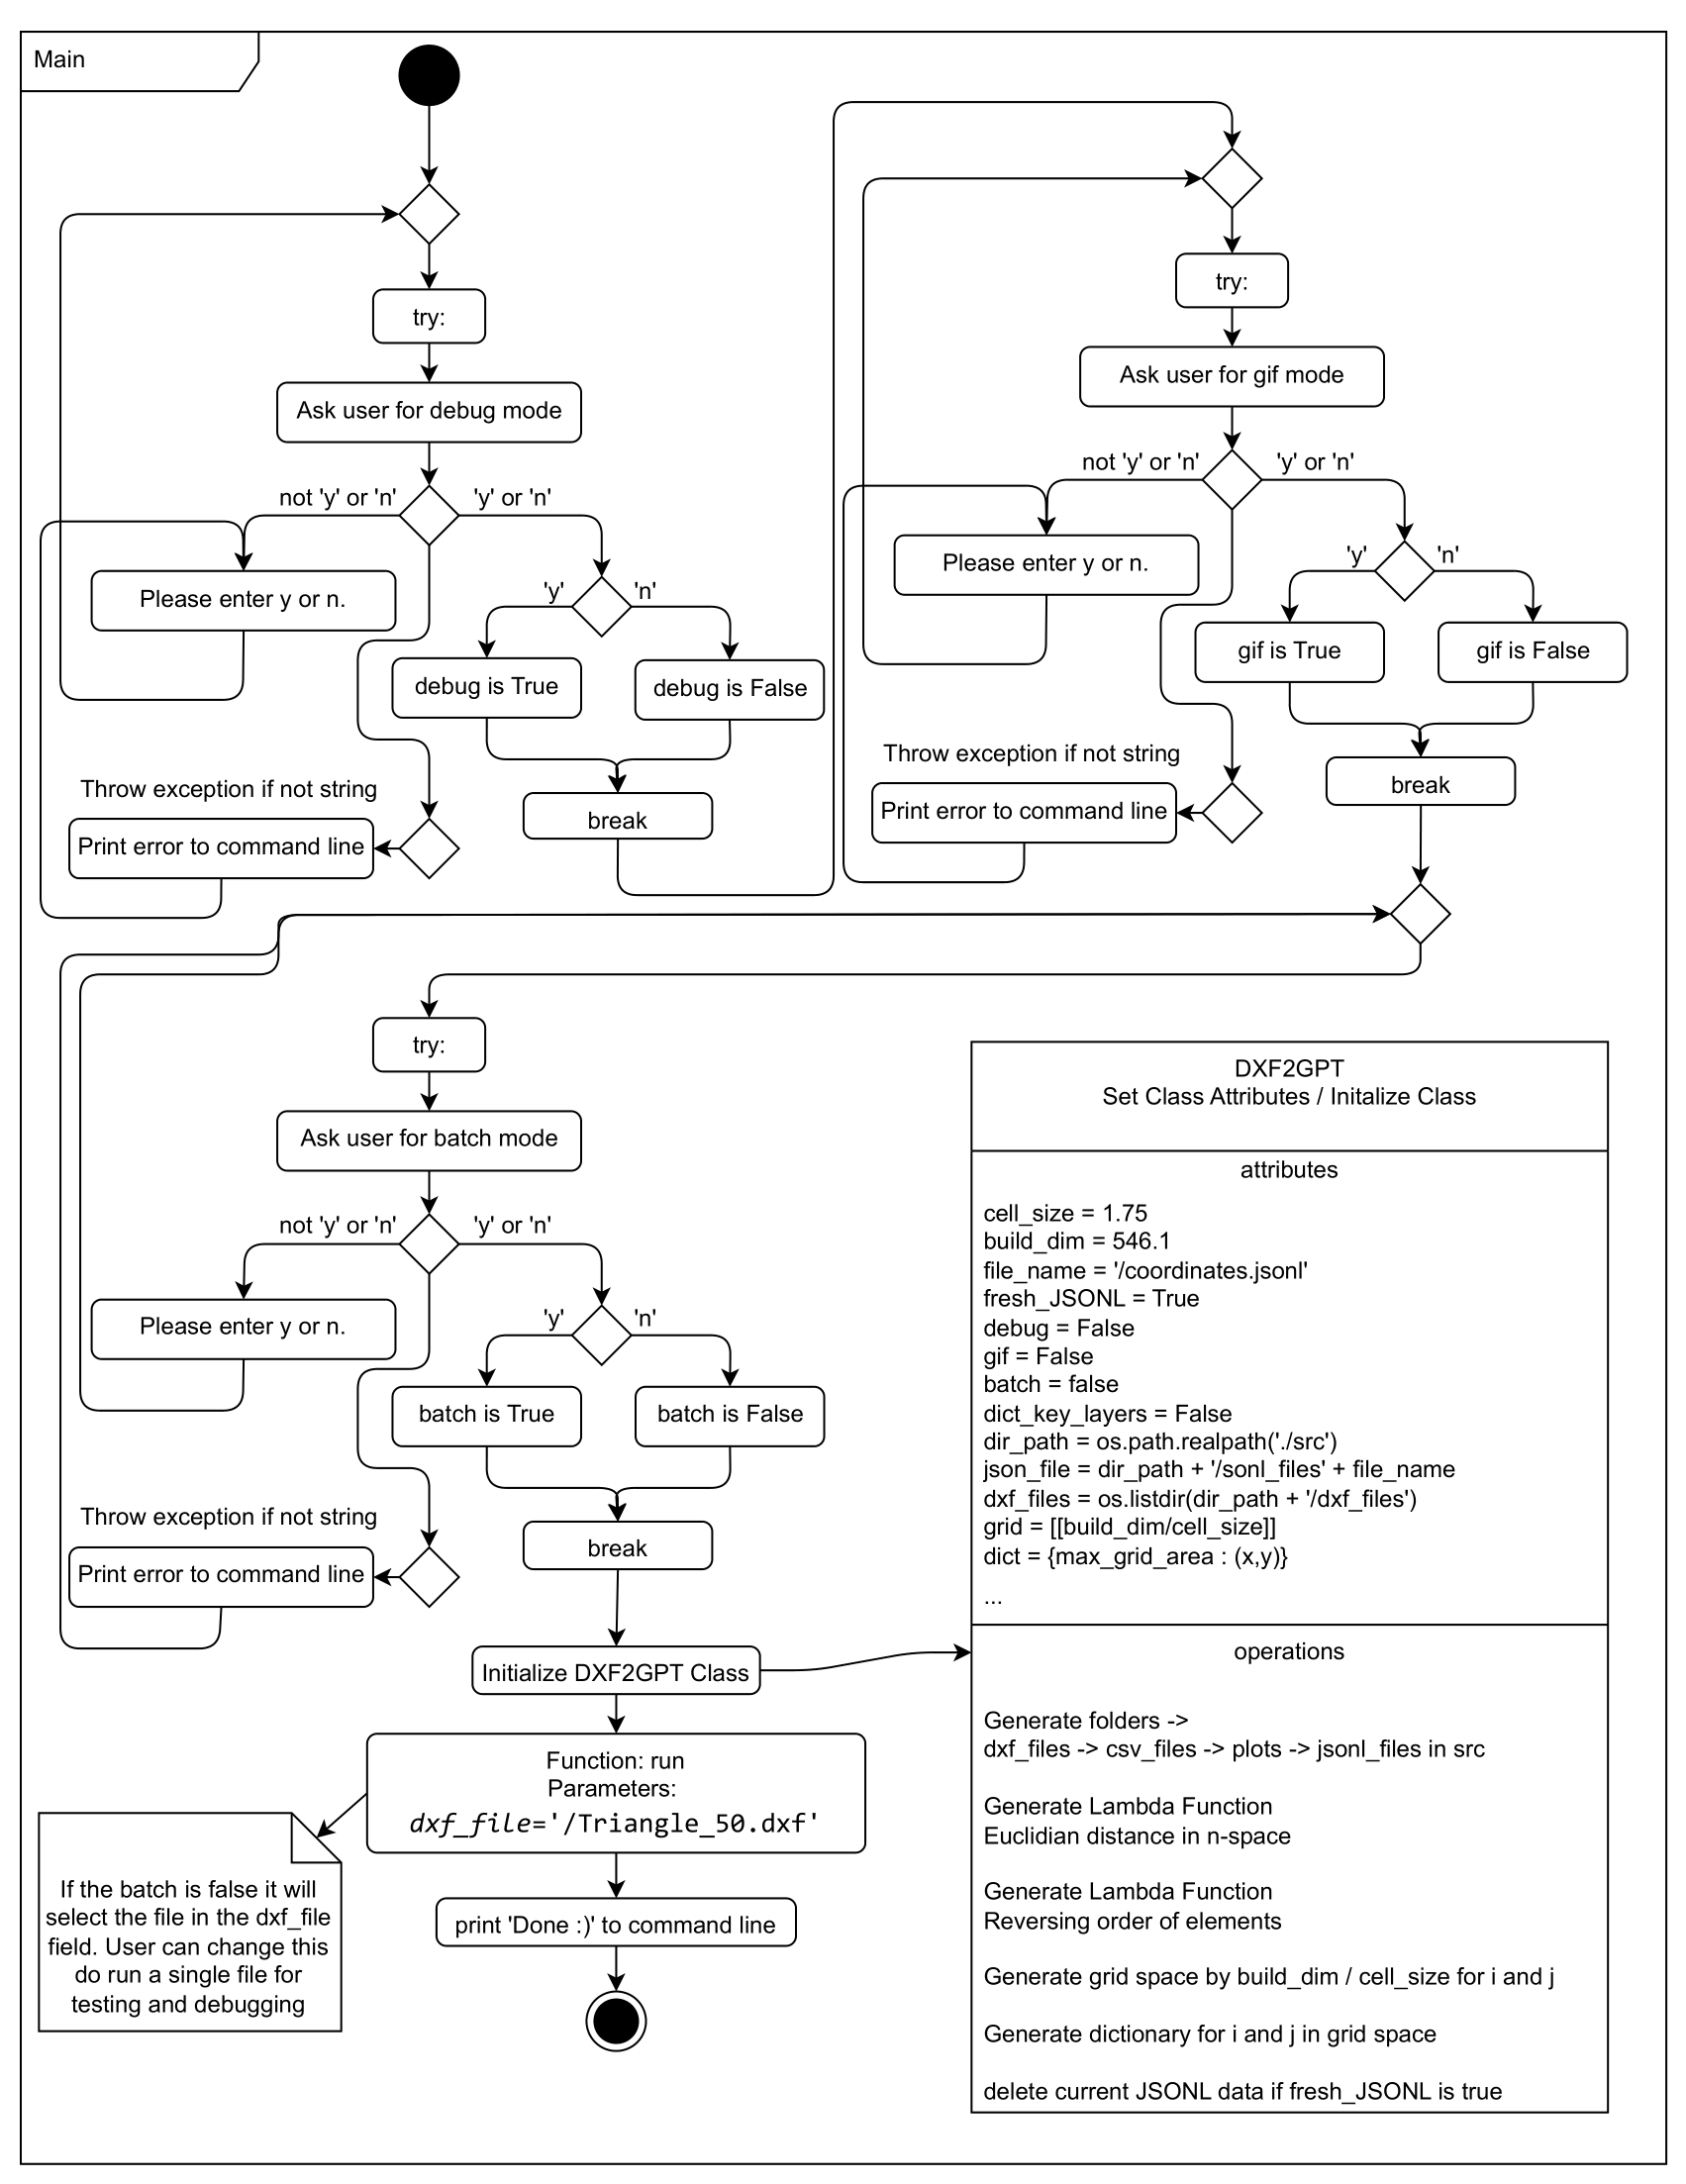 Main
try:
Ask user for debug mode
not 'y' or 'n'
'y' or 'n'
Please enter y or n.
'y'
'n'
debug is True
debug is False
Throw exception if not string
Print error to command line
break
try:
Ask user for gif mode
not 'y' or 'n'
'y' or 'n'
Please enter y or n.
'y'
'n'
gif is True
gif is False
Throw exception if not string
Print error to command line
break
try:
Ask user for batch mode
not 'y' or 'n'
'y' or 'n'
Please enter y or n.
'y'
'n'
batch is True
batch is False
Throw exception if not string
Print error to command line
break
Initialize DXF2GPT Class
Function: run
Parameters:
dxf_file='/Triangle_50.dxf'
If the batch is false it will
select the file in the dxf_file
field. User can change this
do run a single file for
testing and debugging
print 'Done :)' to command line
DXF2GPT
Set Class Attributes / Initalize Class
attributes
cell_size = 1.75
build_dim = 546.1
file_name = '/coordinates.jsonl'
fresh_JSONL = True
debug = False
gif = False
batch = false
dict_key_layers = False
dir_path = os.path.realpath('./src')
json_file = dir_path + '/sonl_files' + file_name
dxf_files = os.listdir(dir_path + '/dxf_files')
grid = [[build_dim/cell_size]]
dict = {max_grid_area : (x,y)}
...
operations
Generate folders ->
dxf_files -> csv_files -> plots -> jsonl_files in src
Generate Lambda Function
Euclidian distance in n-space
Generate Lambda Function
Reversing order of elements
Generate grid space by build_dim / cell_size for i and j
Generate dictionary for i and j in grid space
delete current JSONL data if fresh_JSONL is true